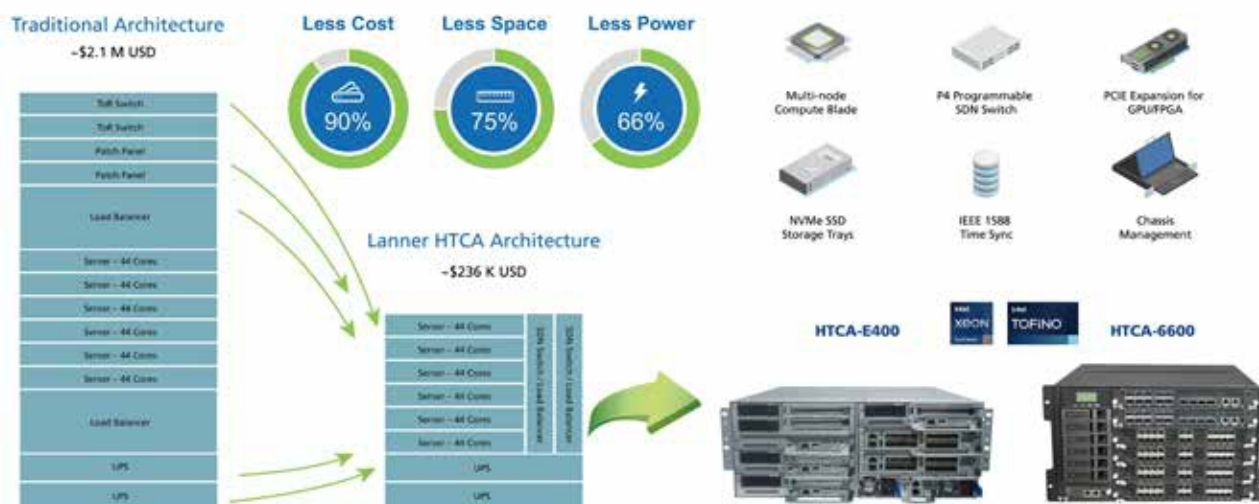 Traditional Architecture
~$2.1 M USD
ToR Switch
ToR Switch
Patch Panel
Patch Panel
Load Balancer
Server – 44 Cores
Server – 44 Cores
Server – 44 Cores
Server – 44 Cores
Server – 44 Cores
Server – 44 Cores
Load Balancer
UPS
UPS
Less Cost
90%
Less Space
75%
Less Power
66%
Lanner HTCA Architecture
~$236 K USD
Server – 44 Cores
Server – 44 Cores
Server – 44 Cores
Server – 44 Cores
Server – 44 Cores
Server – 44 Cores
SDN Switch / Load Balancer
SDN Switch / Load Balancer
UPS
UPS
Multi-node
Compute Blade
P4 Programmable
SDN Switch
PCIE Expansion for
GPU/FPGA
NVMe SSD
Storage Trays
IEEE 1588
Time Sync
Chassis
Management
HTCA-E400
intel
XEON
intel
TOFINO
HTCA-6600